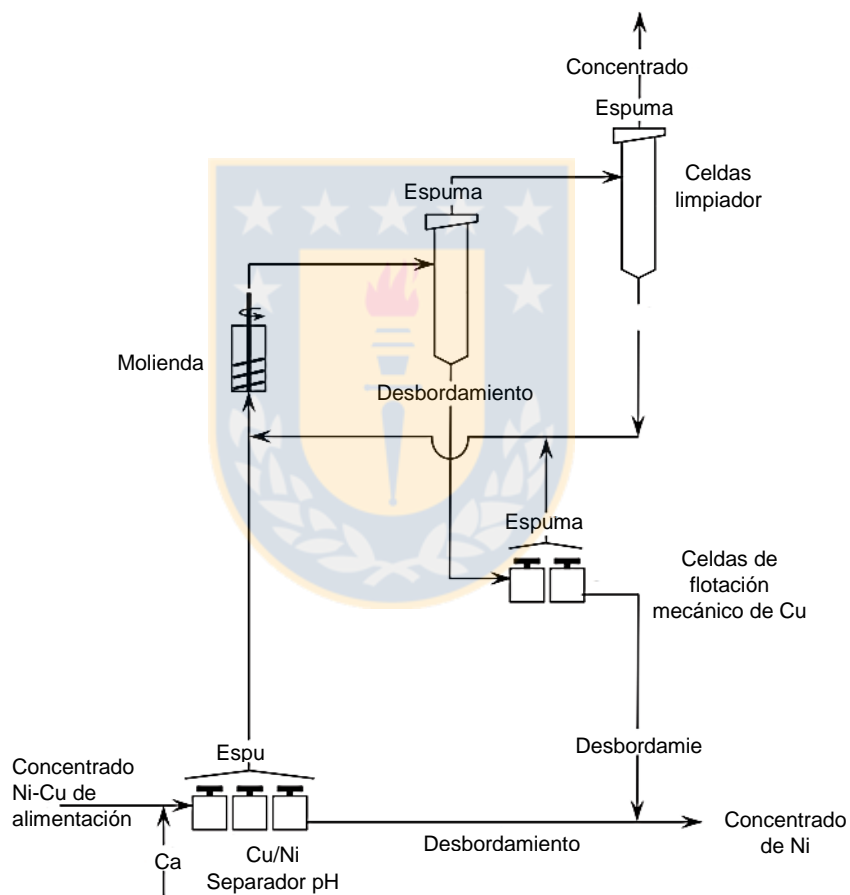 Concentrado
Espuma
Celdas
limpiador
Espuma
Molienda
Desbordamiento
Espuma
Celdas de
flotación
mecánico de Cu
Espu
Desbordamie
Concentrado
Ni-Cu de
alimentación
Ca
Cu/Ni
Separador pH
Desbordamiento
Concentrado
de Ni